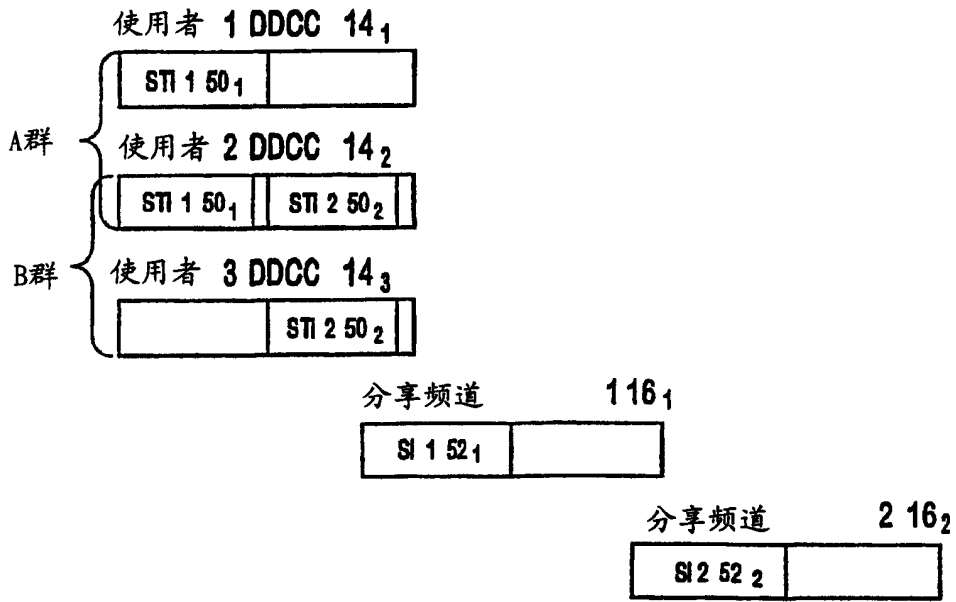 使用者 1 DDCC 14₁
STI 1 50₁
A群
使用者 2 DDCC 14₂
STI 1 50₁ STI 2 50₂
B群
使用者 3 DDCC 14₃
STI 2 50₂
分享频道 1 16₁
SI 1 52₁
分享频道 2 16₂
SI 2 52₂